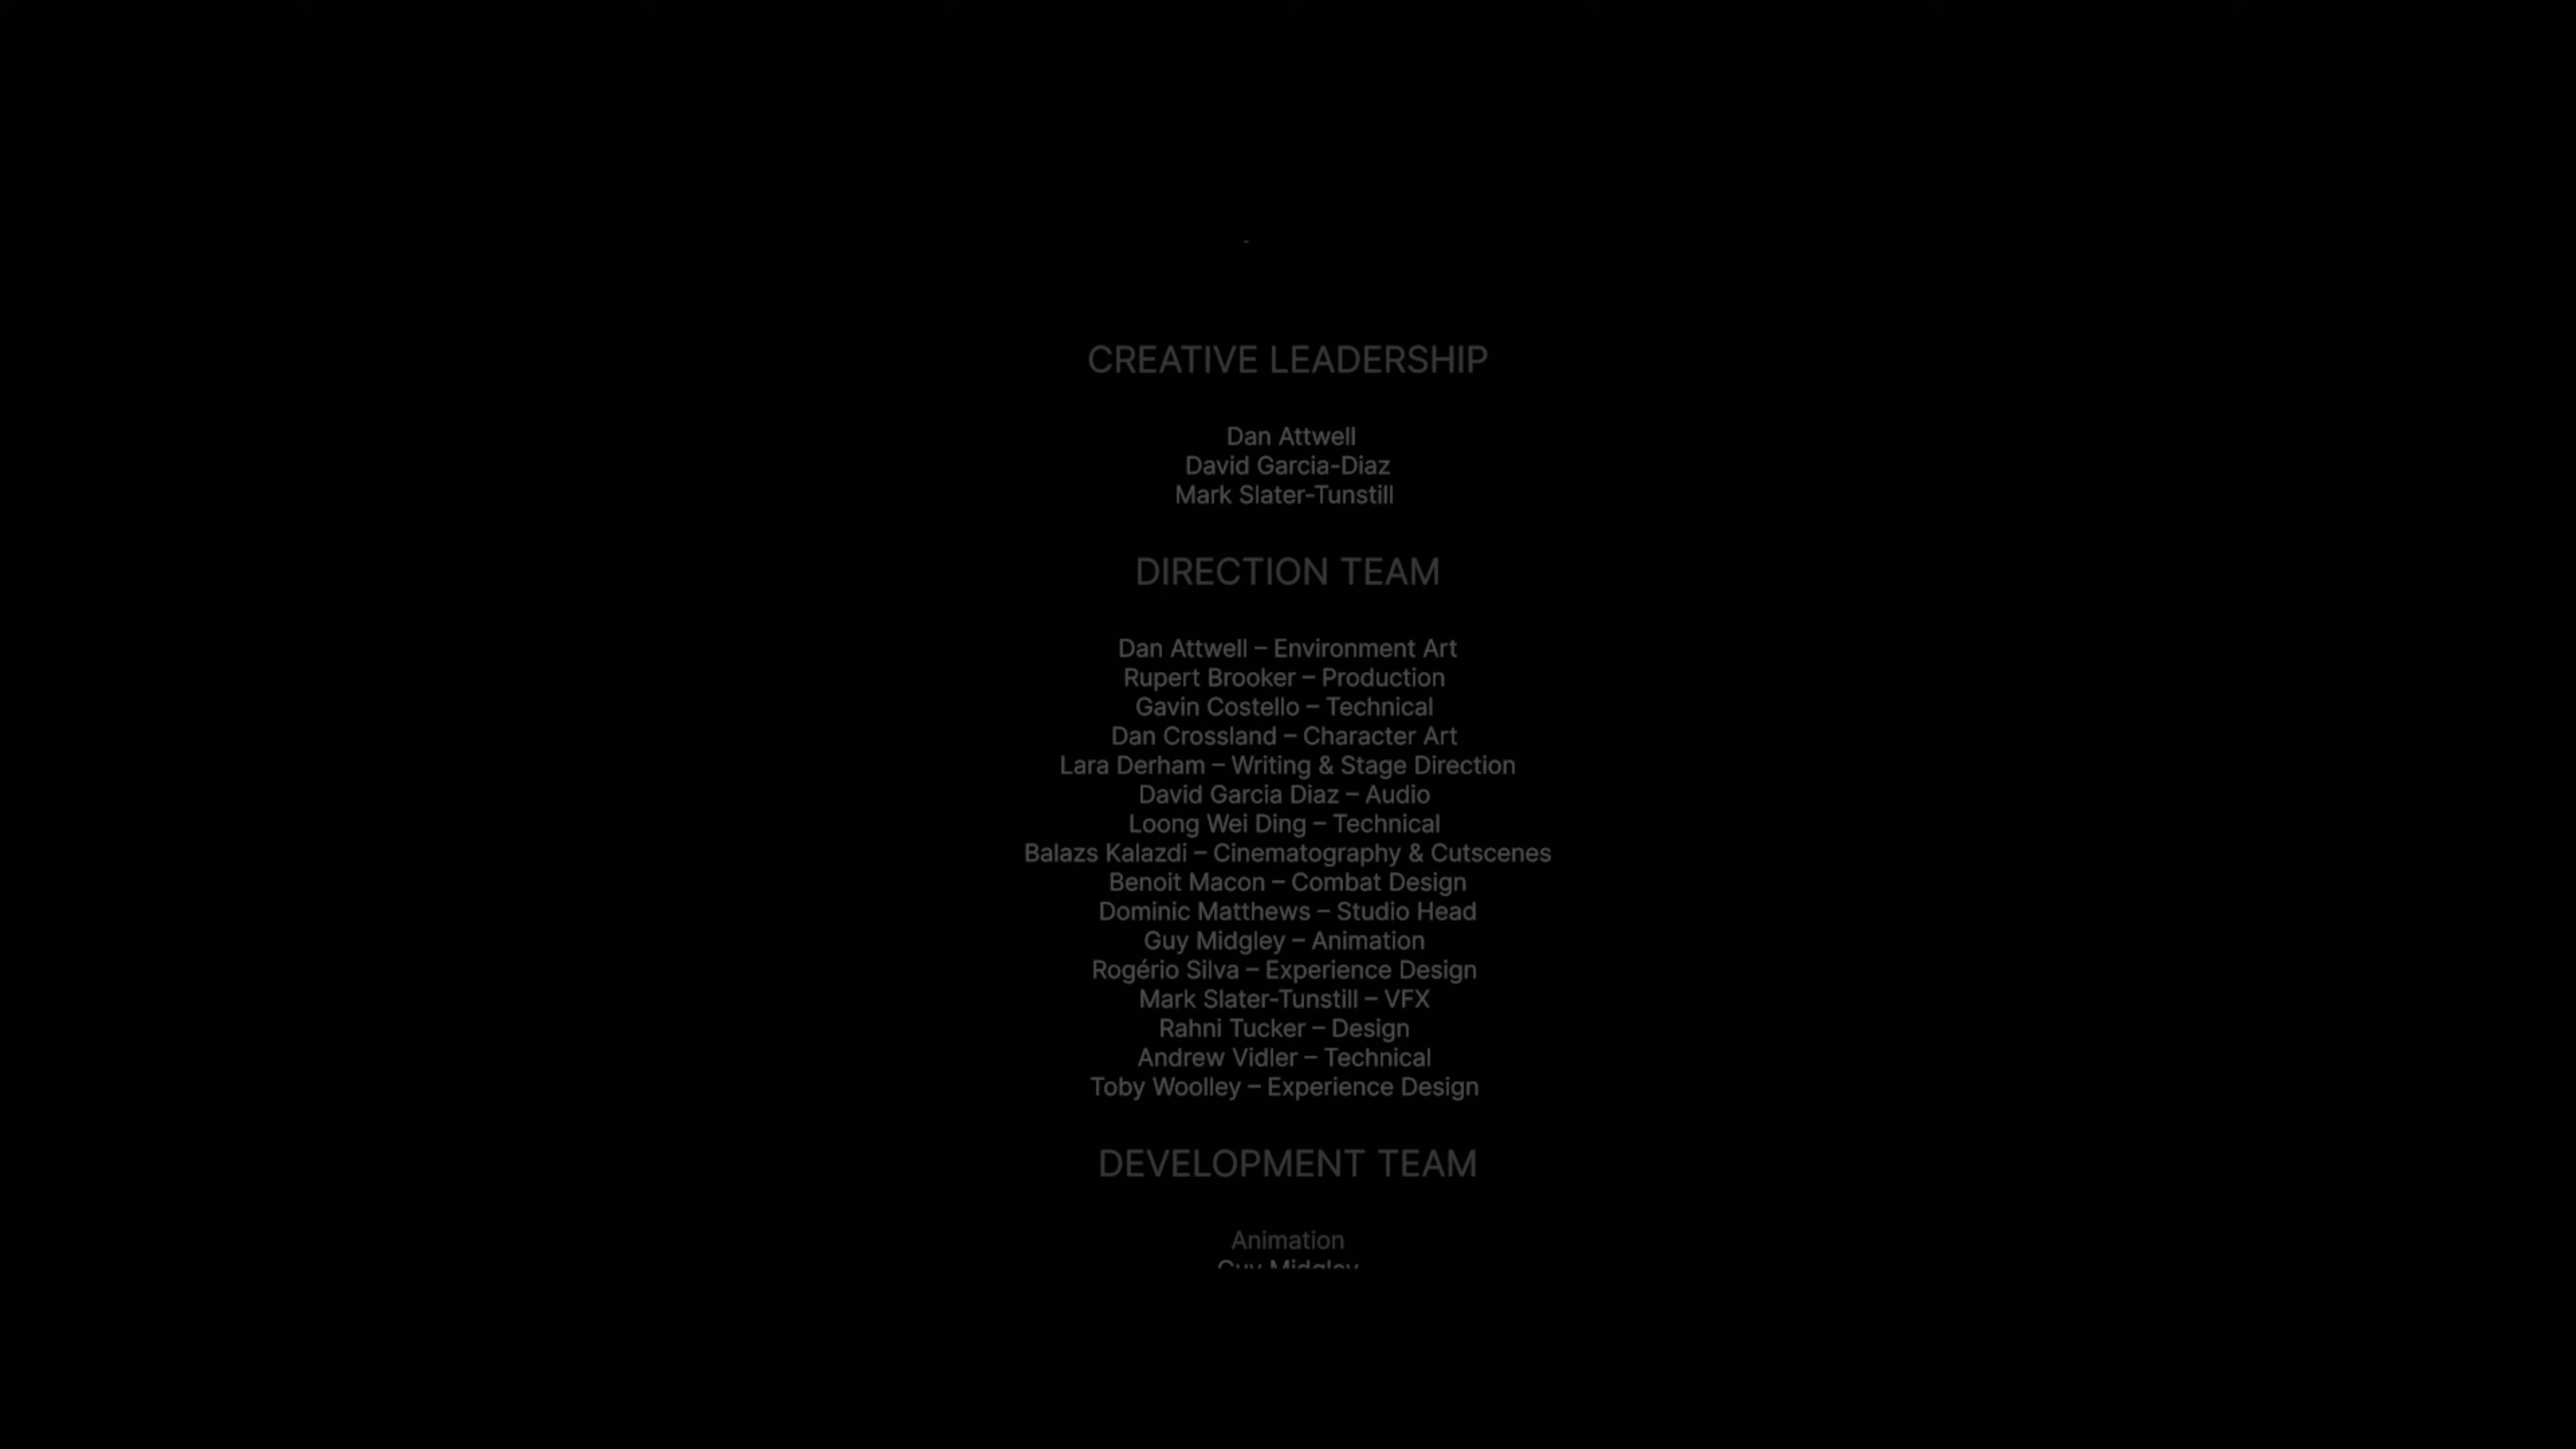 CREATIVE LEADERSHIP
Dan Attwell
David Garcia-Diaz
Mark Slater-Tunstill
DIRECTION TEAM
Dan Attwell – Environment Art
Rupert Brooker – Production
Gavin Costello – Technical
Dan Crossland – Character Art
Lara Derham – Writing & Stage Direction
David Garcia Diaz – Audio
Loong Wei Ding – Technical
Balazs Kalazdi – Cinematography & Cutscenes
Benoit Macon – Combat Design
Dominic Matthews – Studio Head
Guy Midgley – Animation
Rogério Silva – Experience Design
Mark Slater-Tunstill – VFX
Rahni Tucker – Design
Andrew Vidler – Technical
Toby Woolley – Experience Design
DEVELOPMENT TEAM
Animation
Guy Midgley